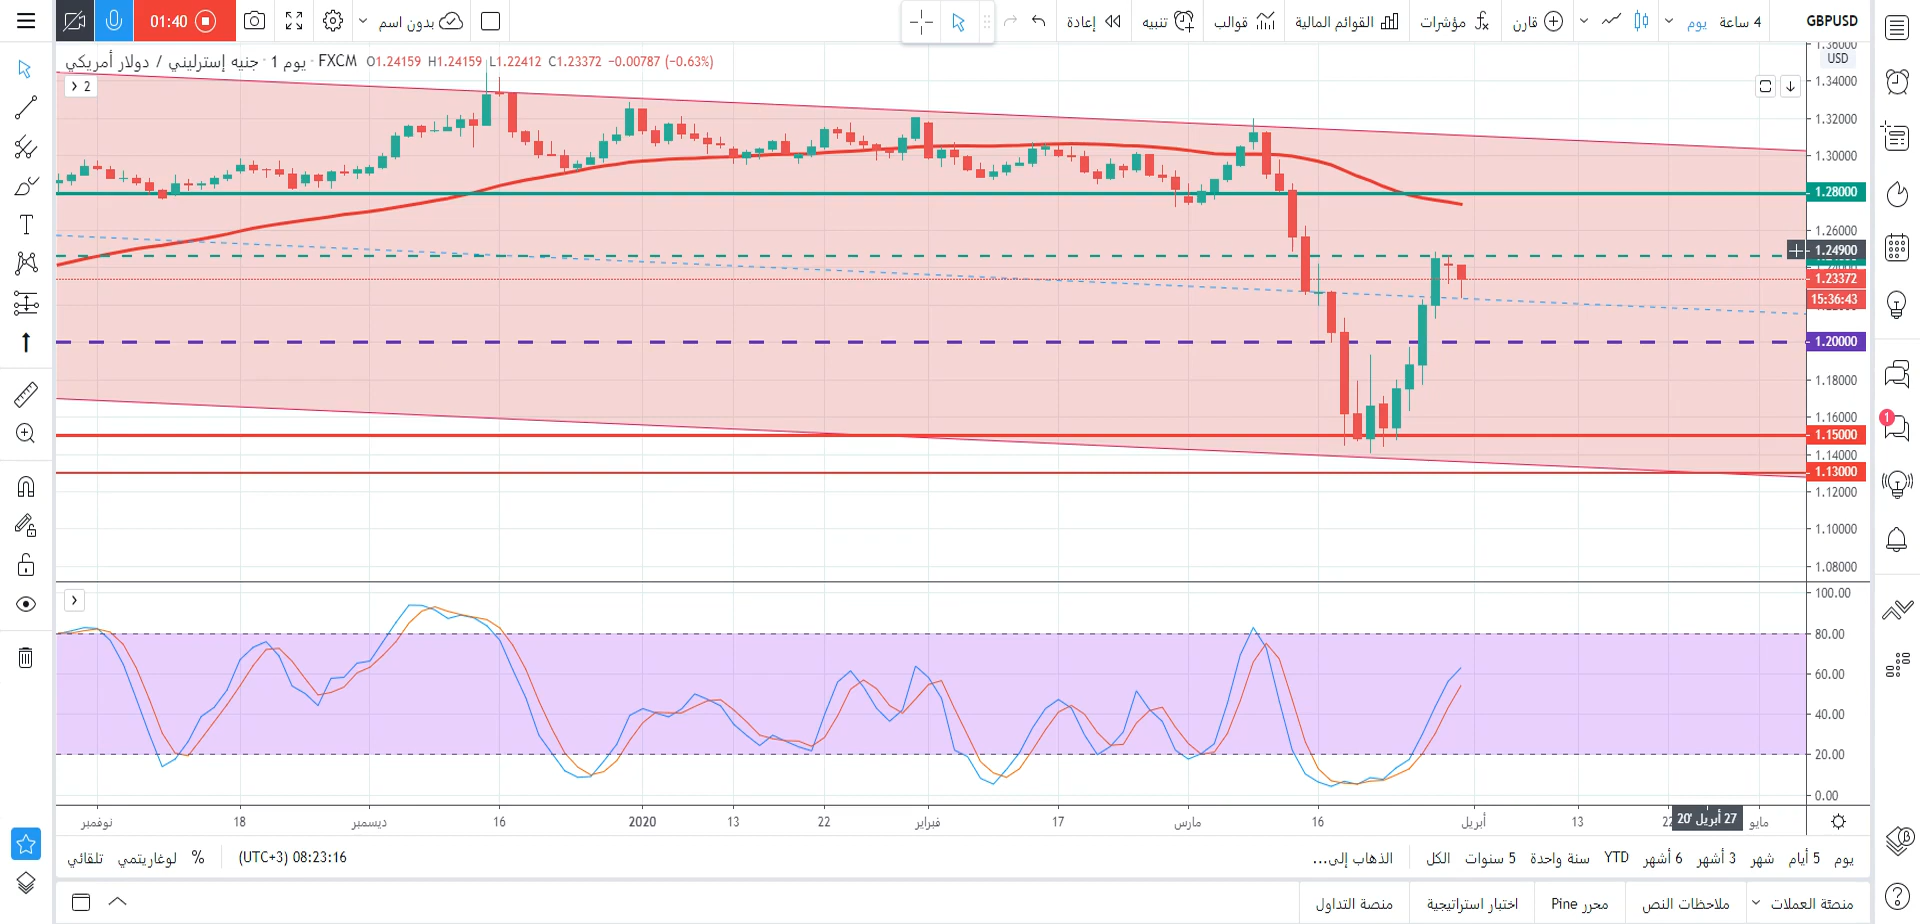 01:40
بدون اسم
إعادة
تنبيه
قوالب
القوائم المالية
مؤشرات
قارن
يوم
4 ساعة
GBPUSD
جنيه إسترليني / دولار أمريكي · 1 يوم · FXCM O1.24159 H1.24159 L1.22412 C1.23372 −0.00787 (−0.63%)
2
1.36000
USD
1.34000
1.32000
1.30000
1.28000
1.26000
1.24900
1.23372
15:36:43
1.20000
1.18000
1.16000
1.15000
1.14000
1.13000
1.12000
1.10000
1.08000
100.00
80.00
60.00
40.00
20.00
0.00
1
نوفمبر 18 ديسمبر 16 2020 13 22 فبراير 17 مارس 16 أبريل 13 22 27 أبريل '20 مايو
تلقائي لوغاريتمي % 08:23:16 (UTC+3)
الذهاب إلى... الكل 5 سنوات سنة واحدة YTD 6 أشهر 3 أشهر شهر 5 أيام يوم
منصة التداول اختبار استراتيجية محرر Pine ملاحظات النص منصتّة العملات
T